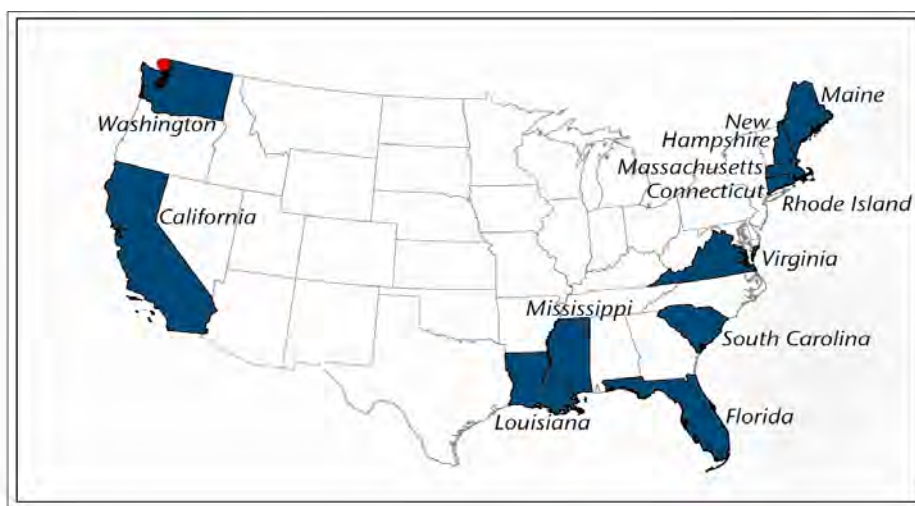 Maine
New
Hampshire
Washington
Massachusetts
Connecticut
Rhode Island
California
Virginia
Mississippi
South Carolina
Louisiana
Florida